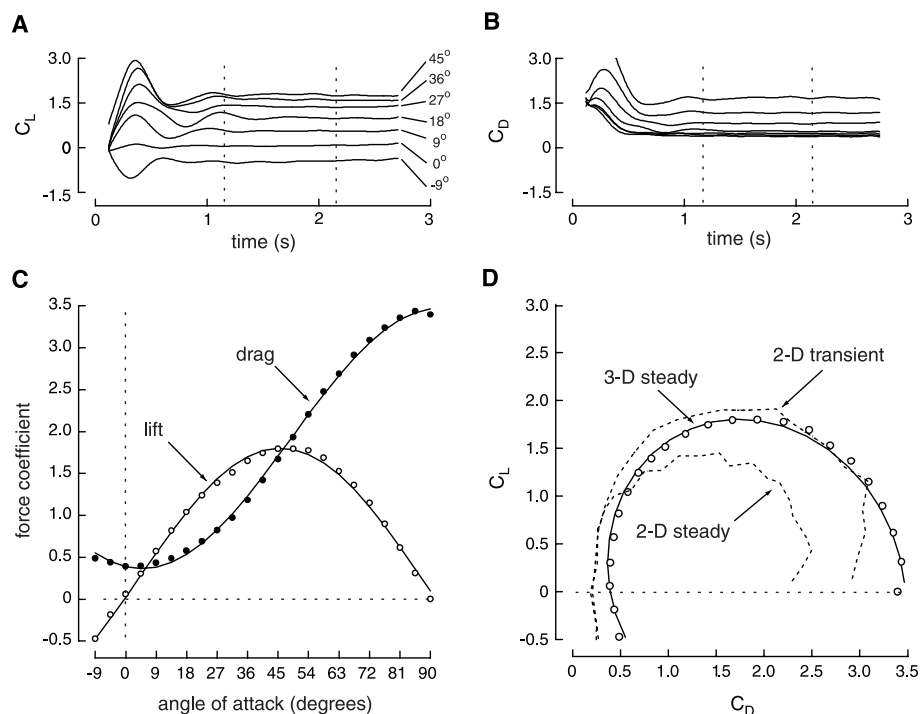 A
3.0
1.5
0
-1.5
C_L
45°
36°
27°
18°
9°
0°
-9°
0 1 2 3
time (s)
B
3.0
1.5
0
-1.5
C_D
0 1 2 3
time (s)
C
3.5
3.0
2.5
2.0
1.5
1.0
0.5
0
-0.5
force coefficient
drag
lift
-9 0 9 18 27 36 45 54 63 72 81 90
angle of attack (degrees)
D
3.0
2.5
2.0
1.5
1.0
0.5
0
-0.5
C_L
2-D transient
3-D steady
2-D steady
0 0.5 1.0 1.5 2.0 2.5 3.0 3.5
C_D